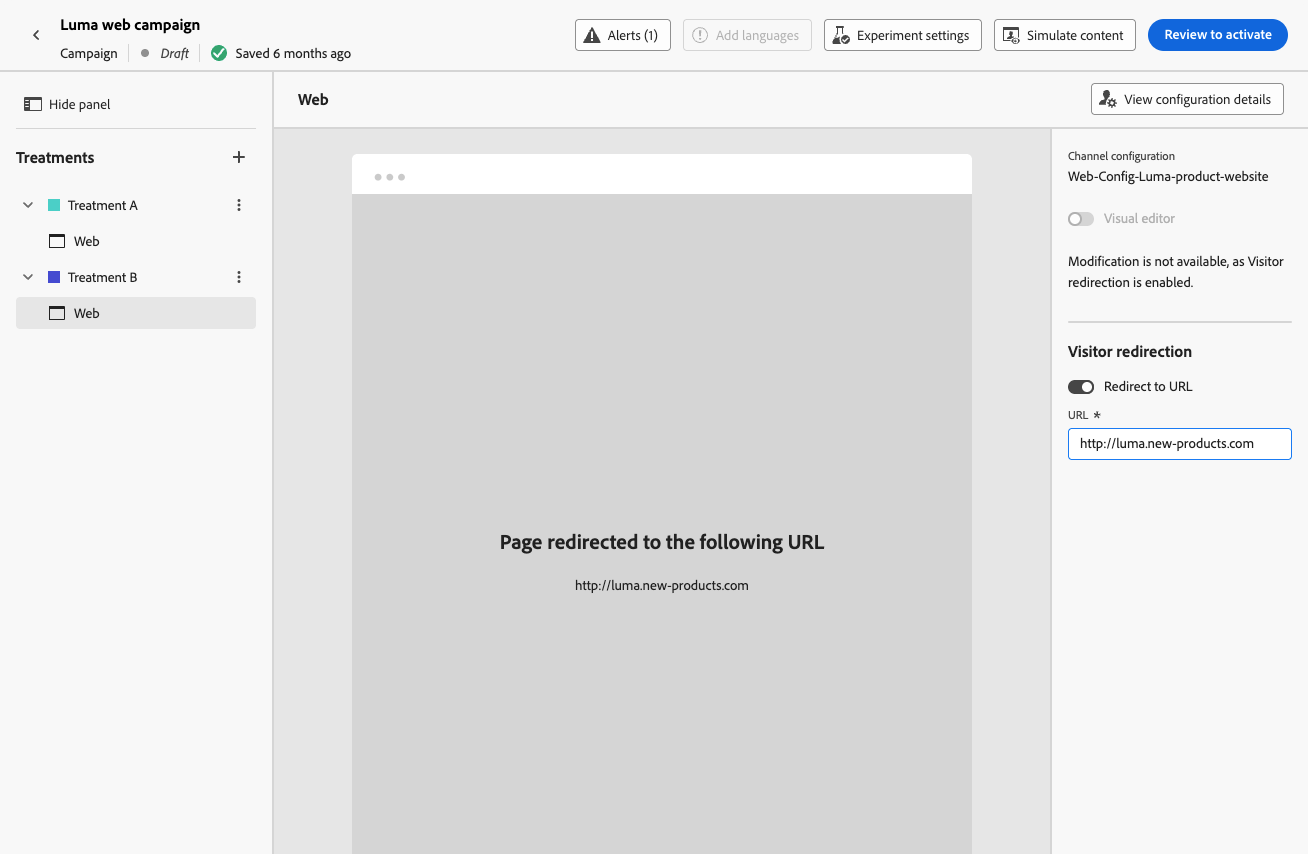 Luma web campaign
Campaign
Draft
Saved 6 months ago
Alerts (1)
Add languages
Experiment settings
Simulate content
Review to activate
Hide panel
Treatments
Treatment A
Web
Treatment B
Web
Web
View configuration details
Page redirected to the following URL
http://luma.new-products.com
Channel configuration
Web-Config-Luma-product-website
Visual editor
Modification is not available, as Visitor
redirection is enabled.
Visitor redirection
Redirect to URL
URL *
http://luma.new-products.com